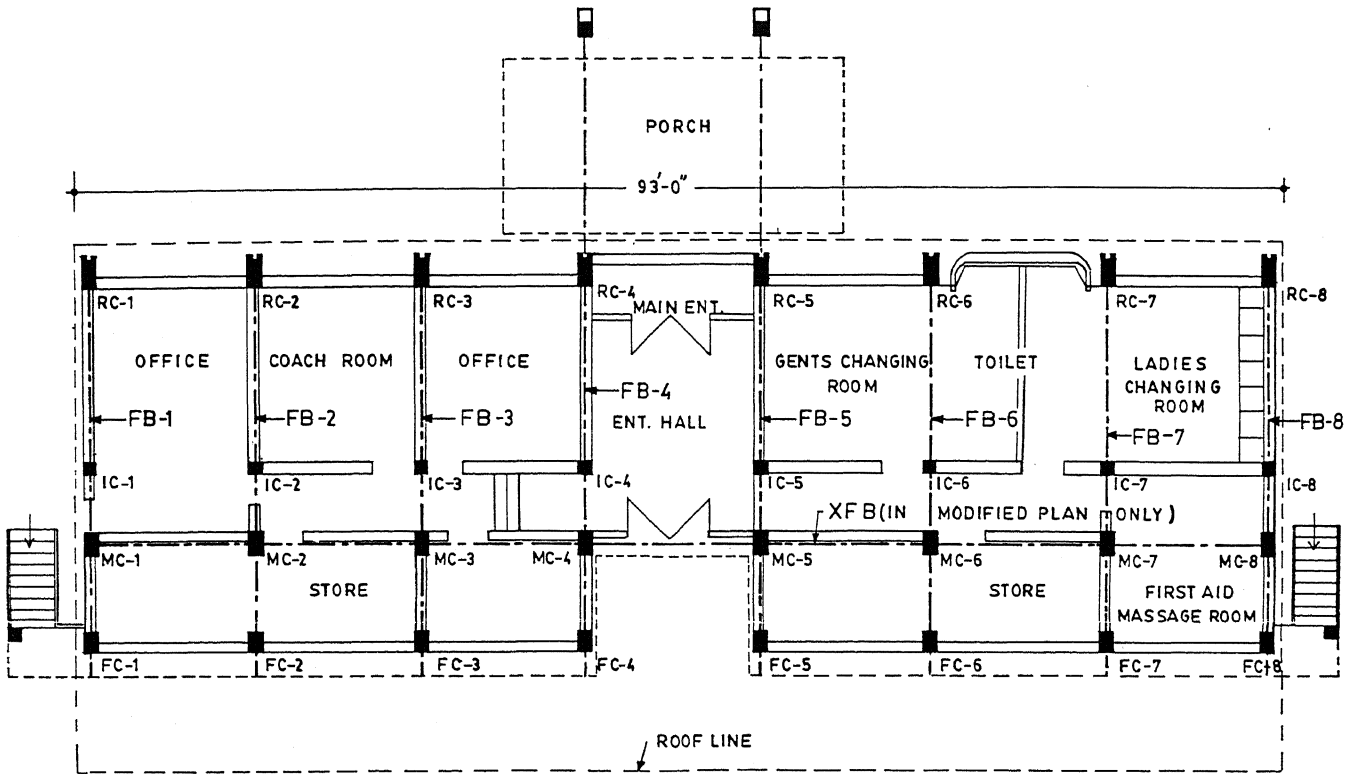 PORCH
93'-0"
RC-1
RC-2
RC-3
RC-4
RC-5
RC-6
RC-7
RC-8
MAIN ENT.
OFFICE
COACH ROOM
OFFICE
GENTS CHANGING
ROOM
TOILET
LADIES
CHANGING
ROOM
FB-1
FB-2
FB-3
FB-4
ENT. HALL
FB-5
FB-6
FB-7
FB-8
IC-1
IC-2
IC-3
IC-4
IC-5
IC-6
IC-7
IC-8
XFB (IN MODIFIED PLAN ONLY)
MC-1
MC-2
MC-3
MC-4
MC-5
MC-6
MC-7
MC-8
STORE
STORE
FIRST AID
MASSAGE ROOM
FC-1
FC-2
FC-3
FC-4
FC-5
FC-6
FC-7
FC-8
ROOF LINE